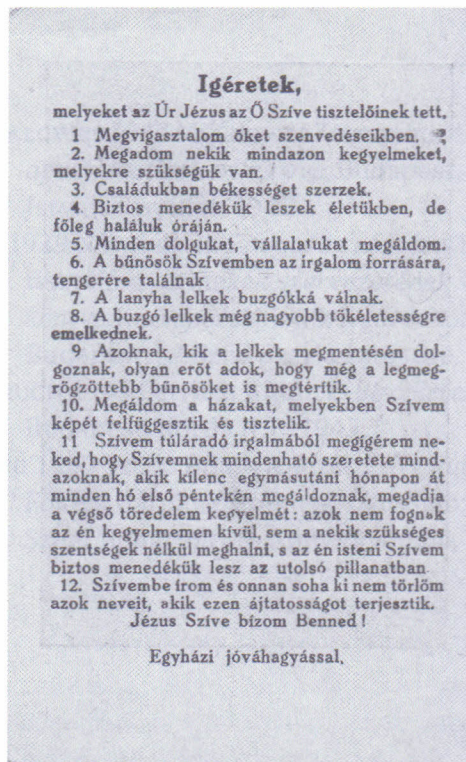 Igéretek,
melyeket az Úr Jézus az Ő Szíve tisztelőinek tett.
1 Megvigasztalom őket szenvedéseikben.
2. Megadom nekik mindazon kegyelmeket,
melyekre szükségük van.
3. Családukban békességet szerzek.
4. Biztos menedékük leszek életükben, de
főleg haláluk óráján.
5. Minden dolgukat, vállalatukat megáldom.
6. A bűnösök Szívemben az irgalom forrására,
tengerére találnak
7. A lanyha lelkek buzgókká válnak.
8. A buzgó lelkek még nagyobb tökéletességre
emelkednek.
9 Azoknak, kik a lelkek megmentésén dol-
goznak, olyan erőt adok, hogy még a legmeg-
rögzöttebb bűnösöket is megtérítik.
10. Megáldom a házakat, melyekben Szívem
képét felfüggesztik és tisztelik.
11 Szívem túláradó irgalmából megígérem ne-
ked, hogy Szívemnek mindenható szeretete mind-
azoknak, akik kilenc egymásutáni hónapon át
minden hó első péntekén megáldoznak, megadja
a végső töredelem kegyelmét: azok nem fognak
az én kegyelmemen kívül, sem a nekik szükséges
szentségek nélkül meghalni, s az én isteni Szívem
biztos menedékük lesz az utolsó pillanatban
12. Szívembe írom és onnan soha ki nem törlöm
azok neveit, akik ezen ájtatosságot terjesztik.
Jézus Szíve bízom Benned!
Egyházi jóváhagyással.